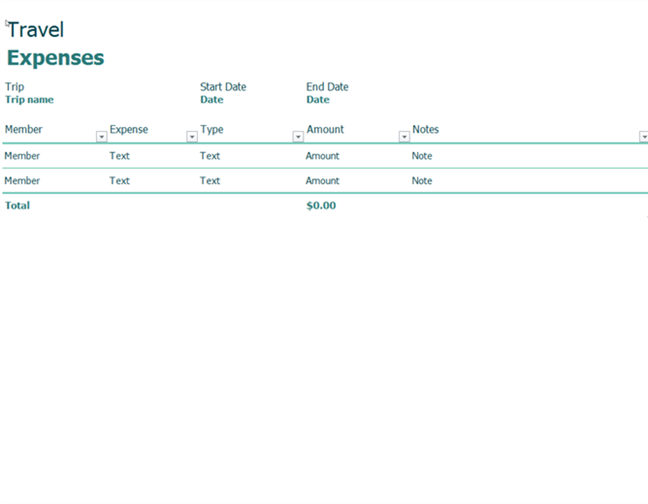 Travel
Expenses
Trip Start Date End Date
Trip name Date Date
Member Expense Type Amount Notes
Member Text Text Amount Note
Member Text Text Amount Note
Total $0.00